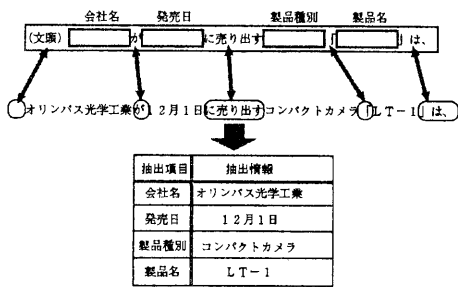 会社名 発売日 製品種別 製品名
(文頭) が に売り出す 「 」は、
オリンパス光学工業が12月1日に売り出すコンパクトカメラ「LT-1」は、
抽出項目 抽出情報
会社名 オリンパス光学工業
発売日 12月1日
製品種別 コンパクトカメラ
製品名 LT-1